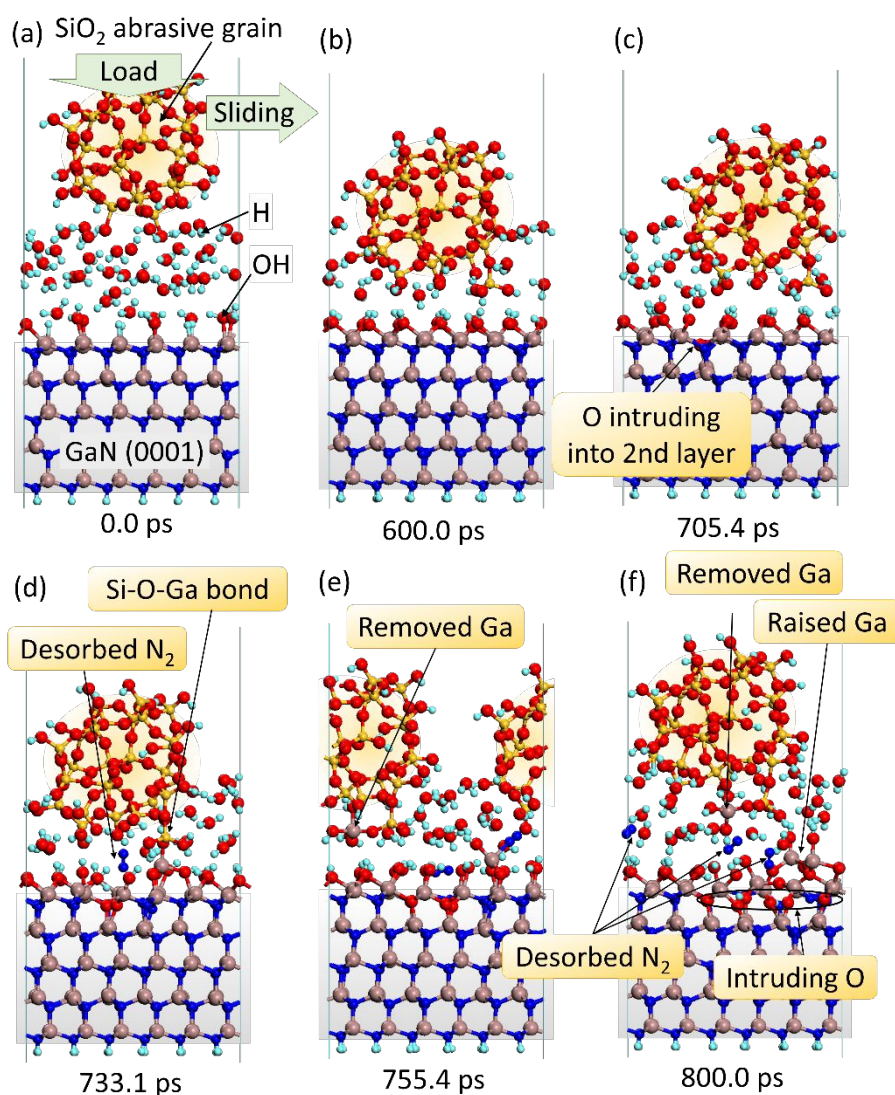 (a)
SiO₂ abrasive grain
Load
Sliding
H
OH
GaN (0001)
0.0 ps
(b)
600.0 ps
(c)
O intruding
into 2nd layer
705.4 ps
(d)
Si-O-Ga bond
Desorbed N₂
733.1 ps
(e)
Removed Ga
755.4 ps
(f)
Removed Ga
Raised Ga
Desorbed N₂
Intruding O
800.0 ps